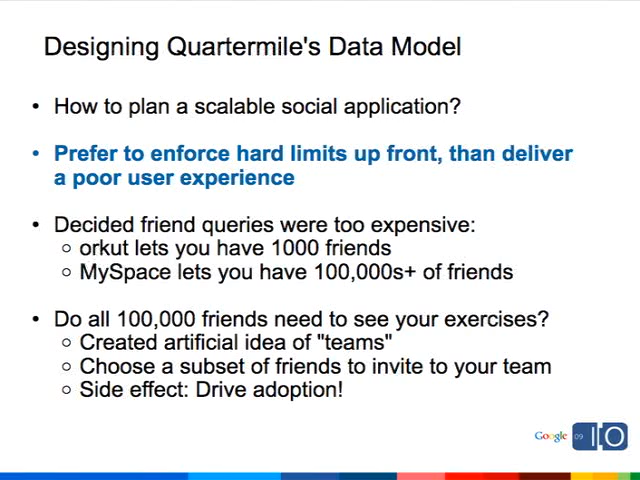 Designing Quartermile's Data Model
• How to plan a scalable social application?
• Prefer to enforce hard limits up front, than deliver
a poor user experience
• Decided friend queries were too expensive:
○ orkut lets you have 1000 friends
○ MySpace lets you have 100,000s+ of friends
• Do all 100,000 friends need to see your exercises?
○ Created artificial idea of "teams"
○ Choose a subset of friends to invite to your team
○ Side effect: Drive adoption!
Google 09 I/O